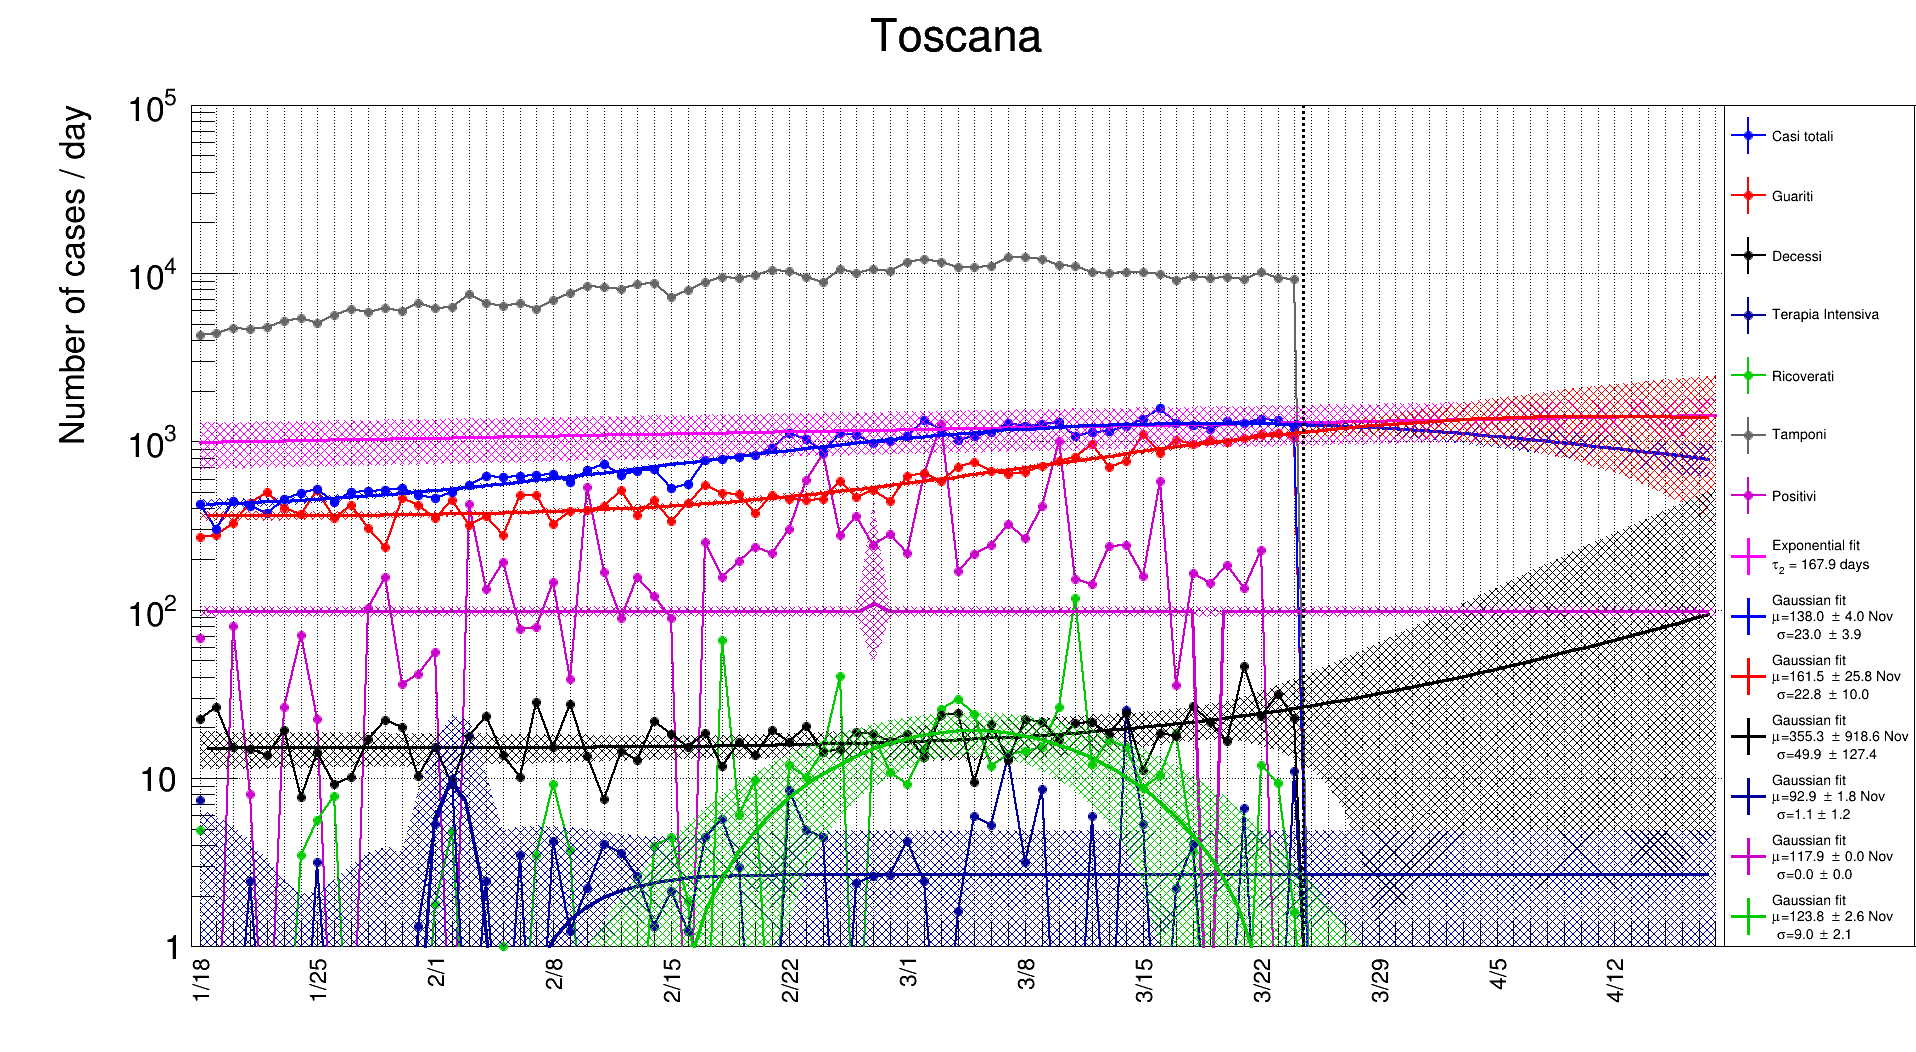 Toscana
Number of cases / day
10^5
10^4
10^3
10^2
10
1
1/18
1/25
2/1
2/8
2/15
2/22
3/1
3/8
3/15
3/22
3/29
4/5
4/12
Casi totali
Guariti
Decessi
Terapia Intensiva
Ricoverati
Tamponi
Positivi
Exponential fit
τ2 = 167.9 days
Gaussian fit
μ=138.0 ± 4.0 Nov
σ=23.0 ± 3.9
Gaussian fit
μ=161.5 ± 25.8 Nov
σ=22.8 ± 10.0
Gaussian fit
μ=355.3 ± 918.6 Nov
σ=49.9 ± 127.4
Gaussian fit
μ=92.9 ± 1.8 Nov
σ=1.1 ± 1.2
Gaussian fit
μ=117.9 ± 0.0 Nov
σ=0.0 ± 0.0
Gaussian fit
μ=123.8 ± 2.6 Nov
σ=9.0 ± 2.1